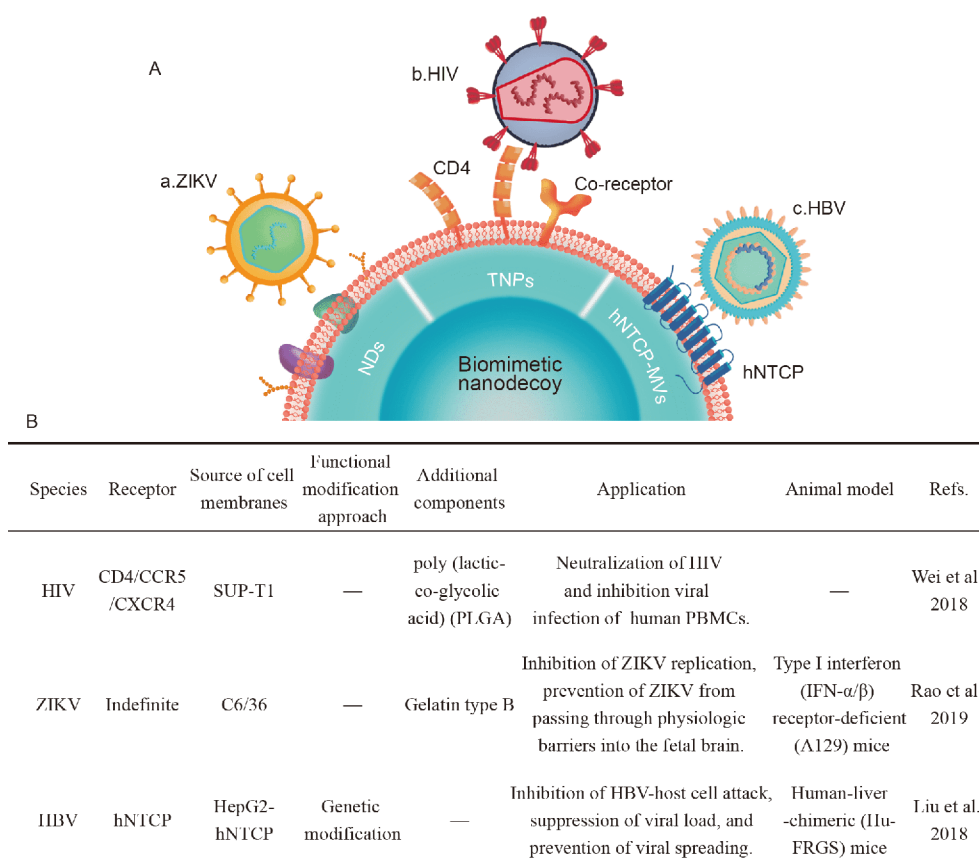 A
b.HIV
CD4
a.ZIKV
Co-receptor
c.HBV
TNPs
NDs
hNTCP-MVs
Biomimetic
nanodecoy
hNTCP
B
Species
Receptor
Source of cell
membranes
Functional
modification
approach
Additional
components
Application
Animal model
Refs.
HIV
CD4/CCR5
/CXCR4
SUP-T1
—
poly (lactic-
co-glycolic
acid) (PLGA)
Neutralization of HIV
and inhibition viral
infection of human PBMCs.
—
Wei et al
2018
ZIKV
Indefinite
C6/36
—
Gelatin type B
Inhibition of ZIKV replication,
prevention of ZIKV from
passing through physiologic
barriers into the fetal brain.
Type I interferon
(IFN-α/β)
receptor-deficient
(A129) mice
Rao et al
2019
HBV
hNTCP
HepG2-
hNTCP
Genetic
modification
—
Inhibition of HBV-host cell attack,
suppression of viral load, and
prevention of viral spreading.
Human-liver
-chimeric (Hu-
FRGS) mice
Liu et al.
2018